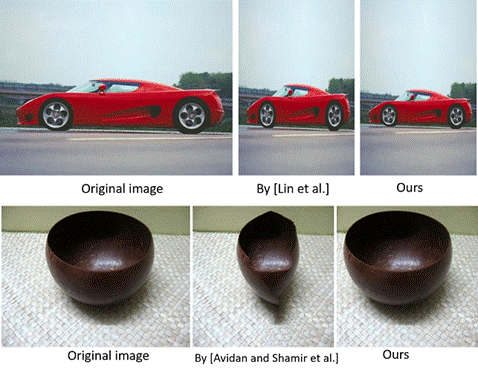 Original image
By [Lin et al.]
Ours
Original image
By [Avidan and Shamir et al.]
Ours